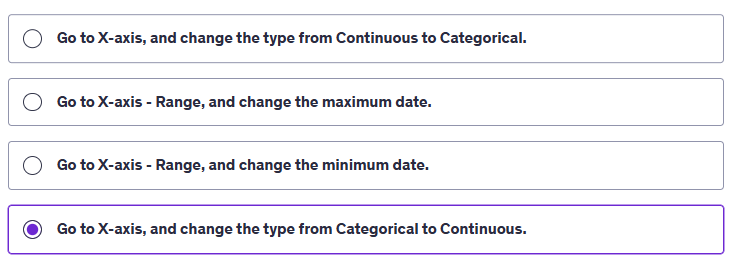 Go to X-axis, and change the type from Continuous to Categorical.
Go to X-axis - Range, and change the maximum date.
Go to X-axis - Range, and change the minimum date.
Go to X-axis, and change the type from Categorical to Continuous.